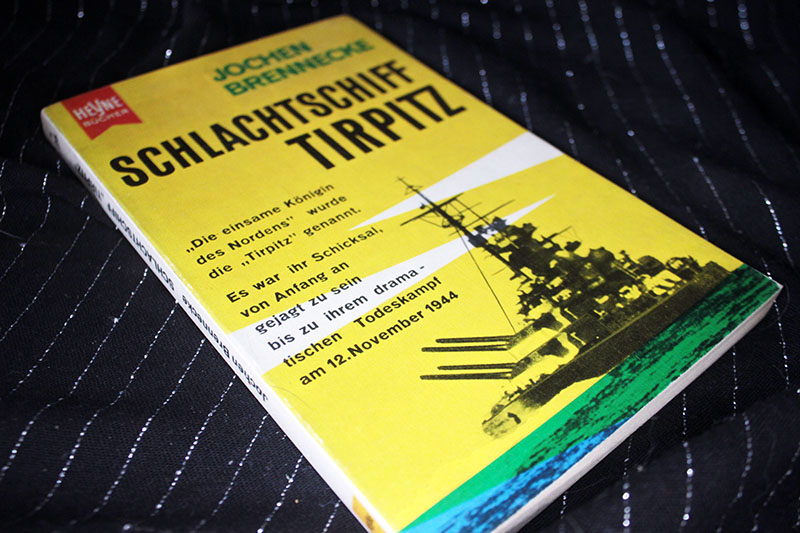 JOCHEN
BRENNECKE
HEYNE
BÜCHER
SCHLACHTSCHIFF
TIRPITZ
„Die einsame Königin
des Nordens" wurde
die „Tirpitz" genannt.
Es war ihr Schicksal,
von Anfang an
gejagt zu sein
bis zu ihrem drama-
tischen Todeskampf
am 12. November 1944
Jochen Brennecke SCHLACHTSCHIFF